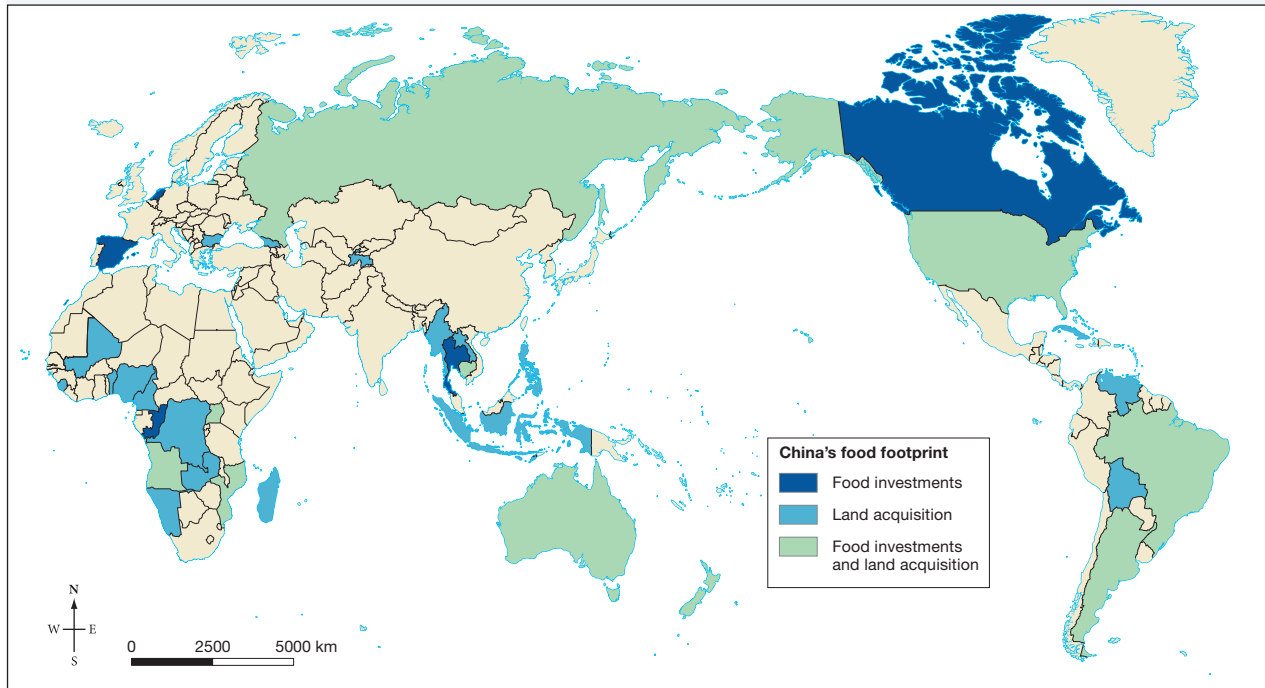 China's food footprint
Food investments
Land acquisition
Food investments
and land acquisition
N
W E
S
0 2500 5000 km